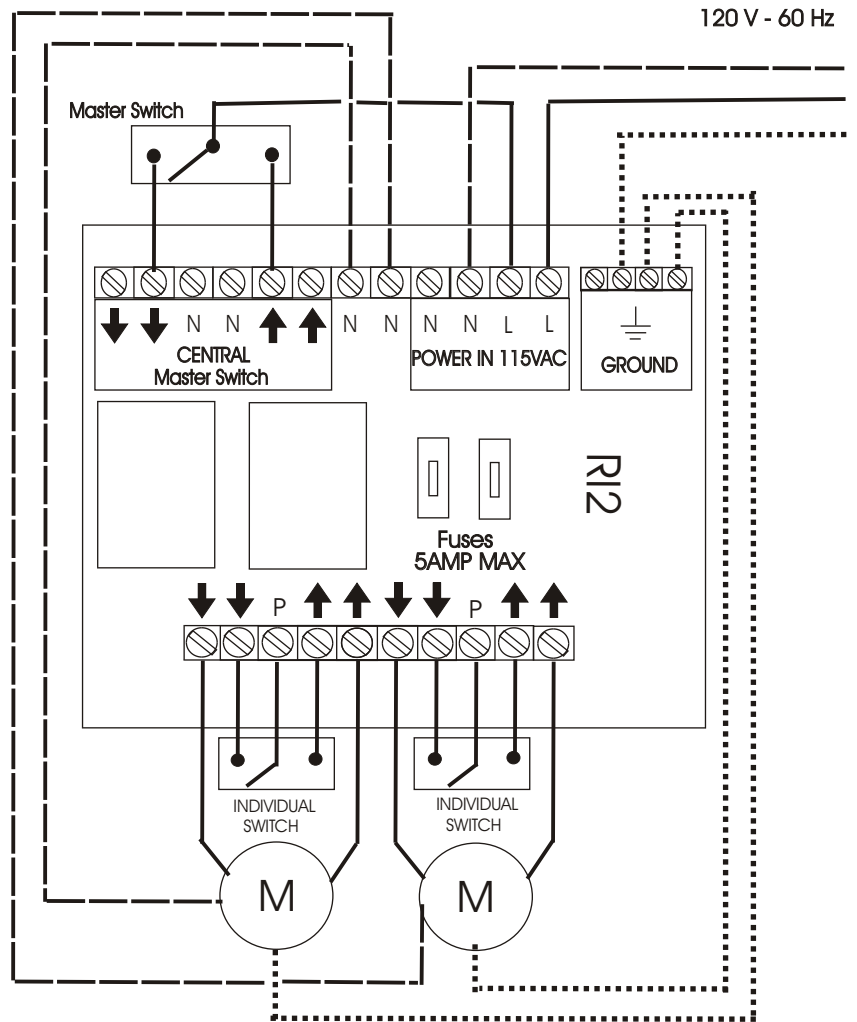 120 V - 60 Hz
Master Switch
N N N N N N L L
CENTRAL
Master Switch
POWER IN 115VAC
GROUND
RI2
Fuses
5AMP MAX
P P
INDIVIDUAL
SWITCH
INDIVIDUAL
SWITCH
M M